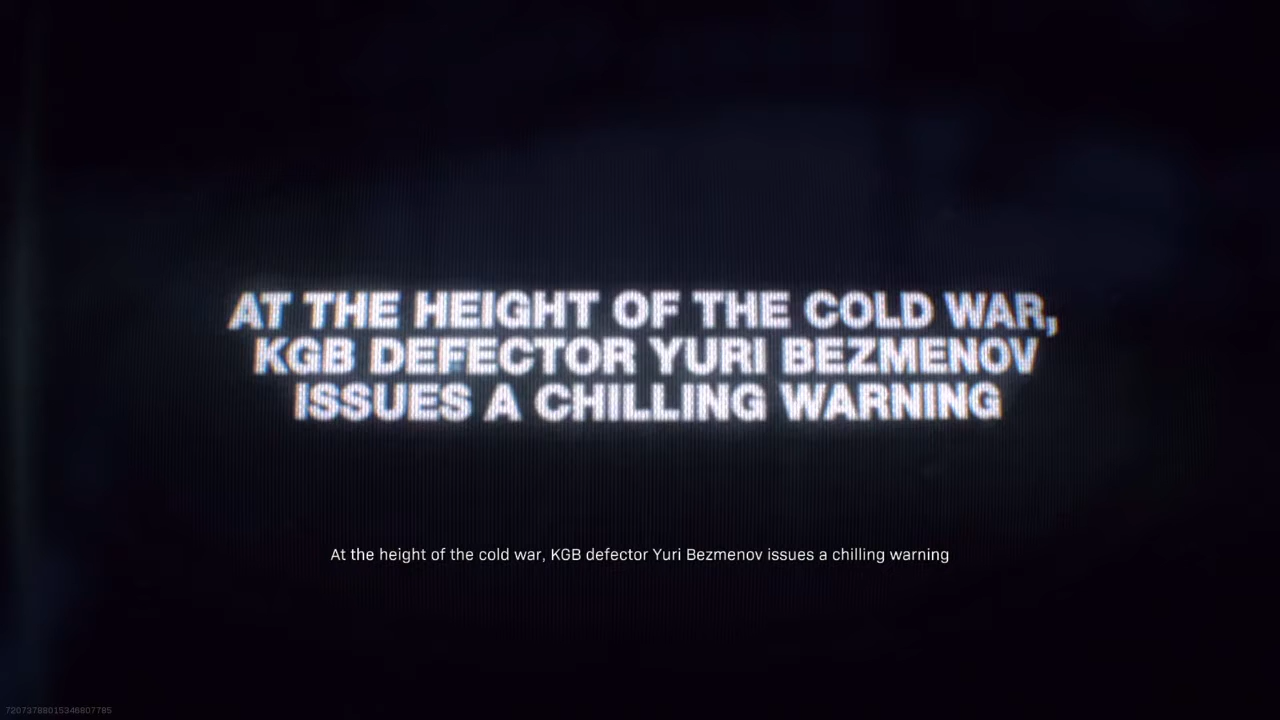 AT THE HEIGHT OF THE COLD WAR,
KGB DEFECTOR YURI BEZMENOV
ISSUES A CHILLING WARNING
At the height of the cold war, KGB defector Yuri Bezmenov issues a chilling warning
72073788015346807785